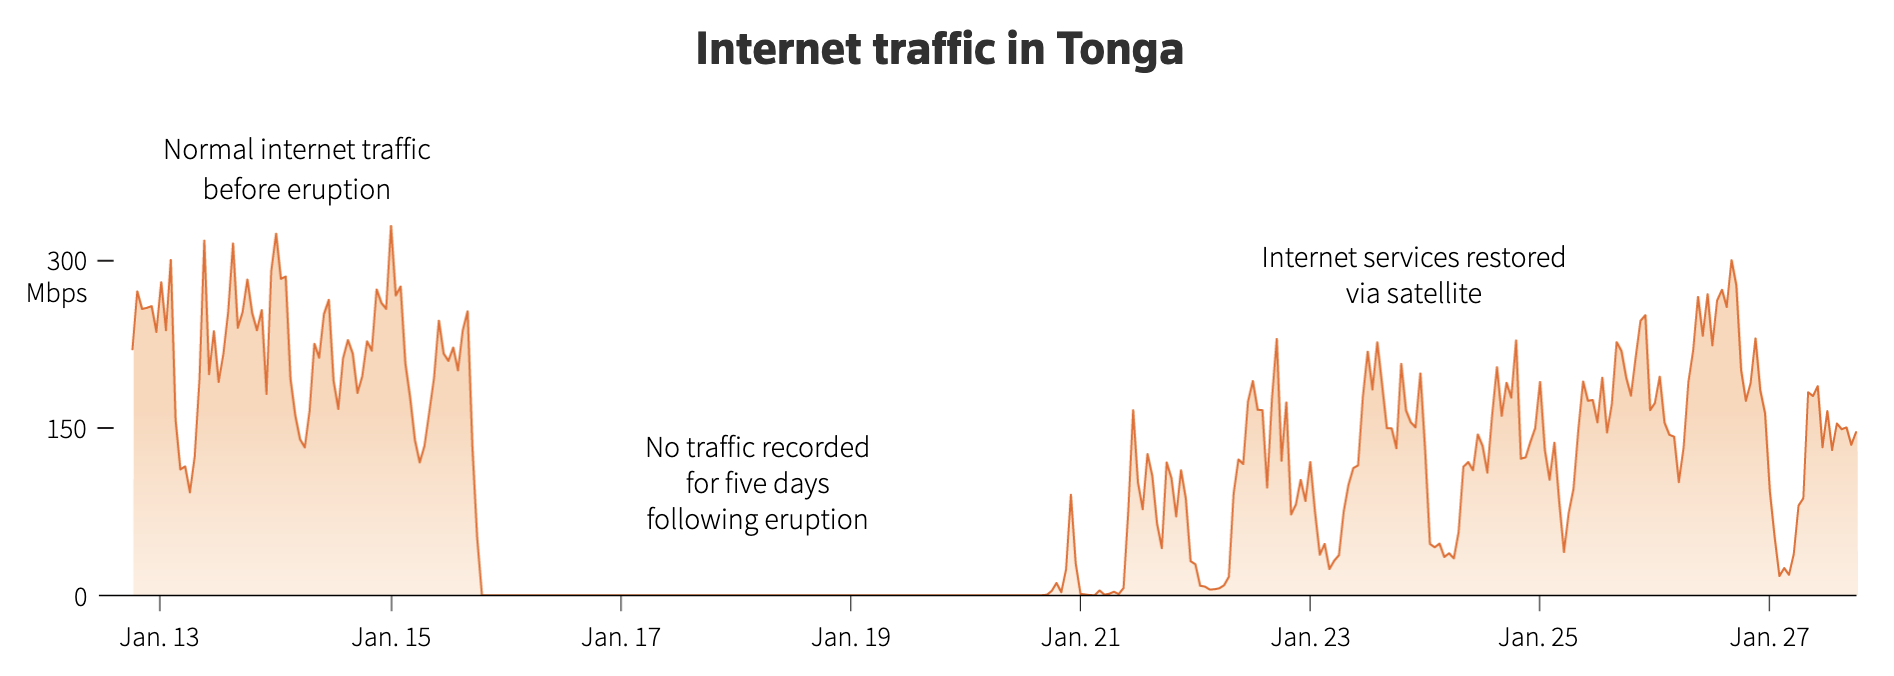 Internet traffic in Tonga
Normal internet traffic
before eruption
300
Mbps
150
0
No traffic recorded
for five days
following eruption
Internet services restored
via satellite
Jan. 13
Jan. 15
Jan. 17
Jan. 19
Jan. 21
Jan. 23
Jan. 25
Jan. 27